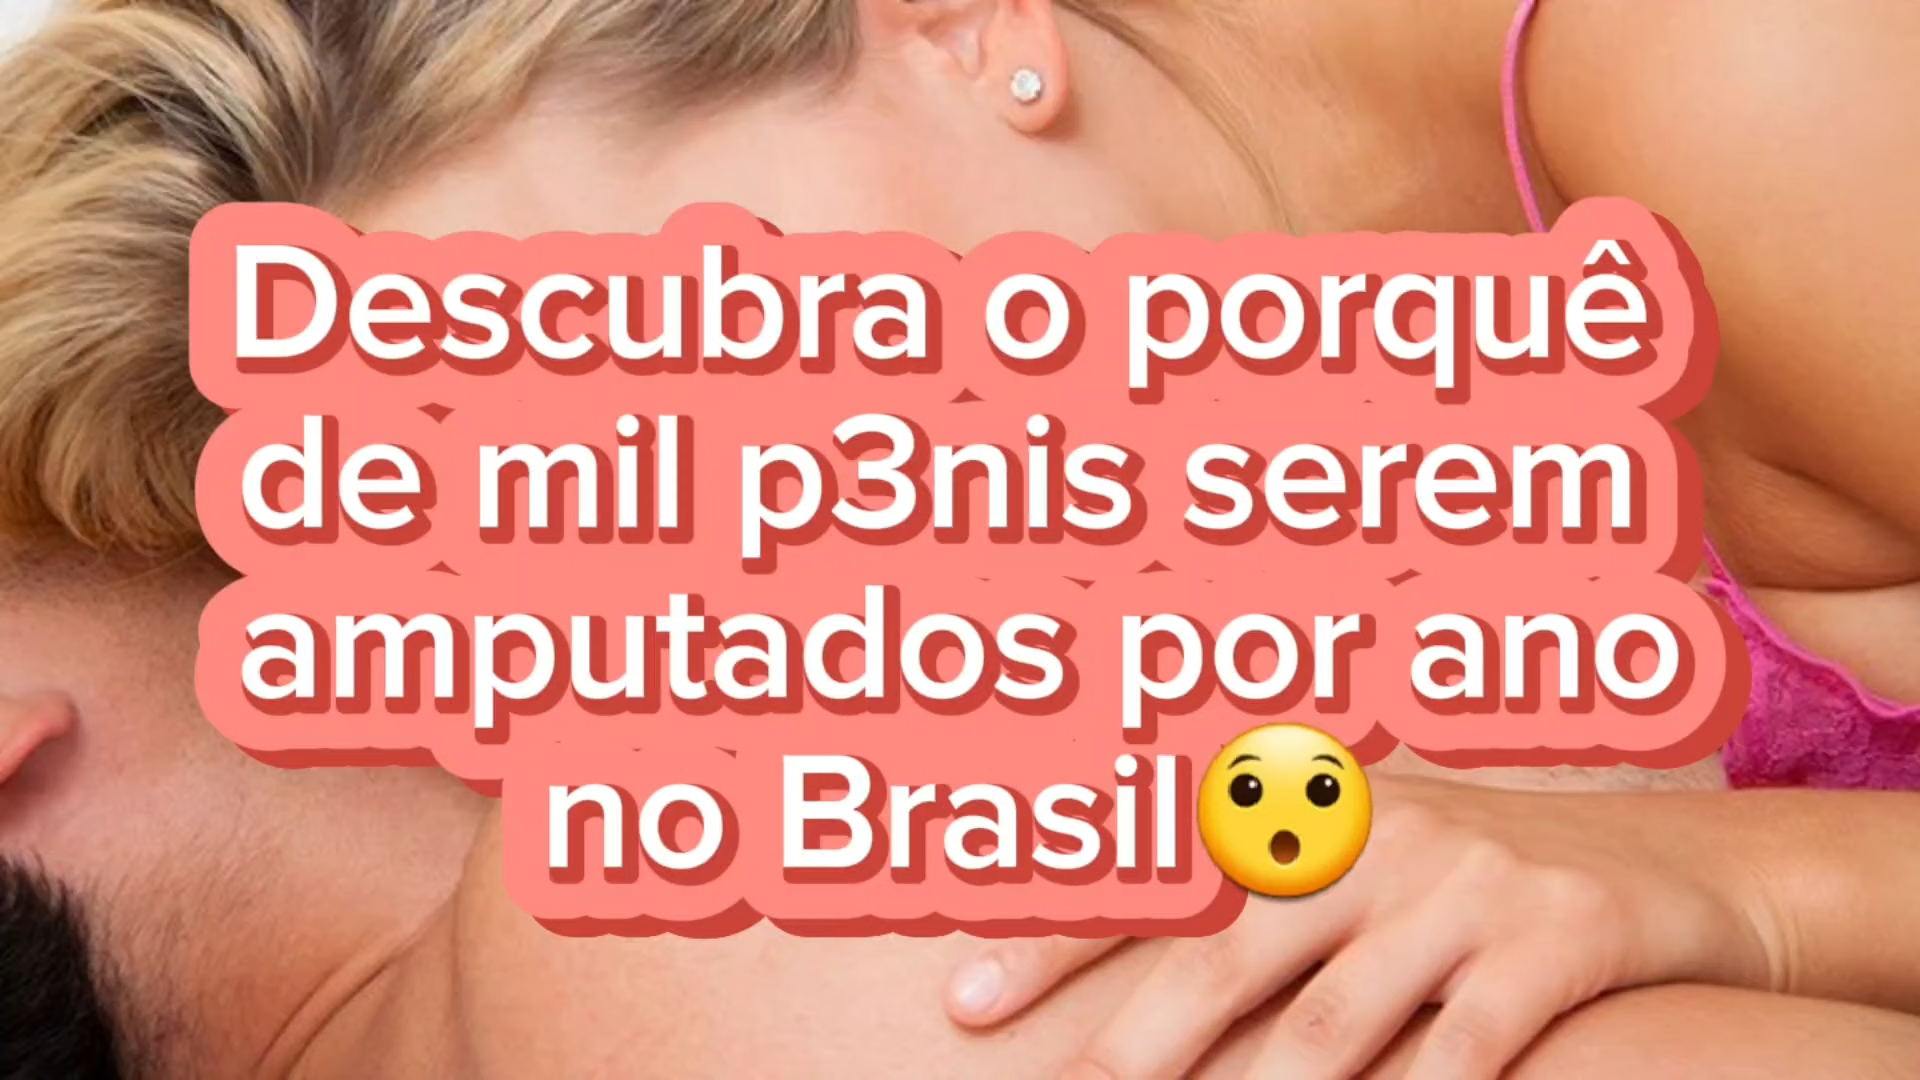 Descubra o porquê
de mil p3nis serem
amputados por ano
no Brasil😯